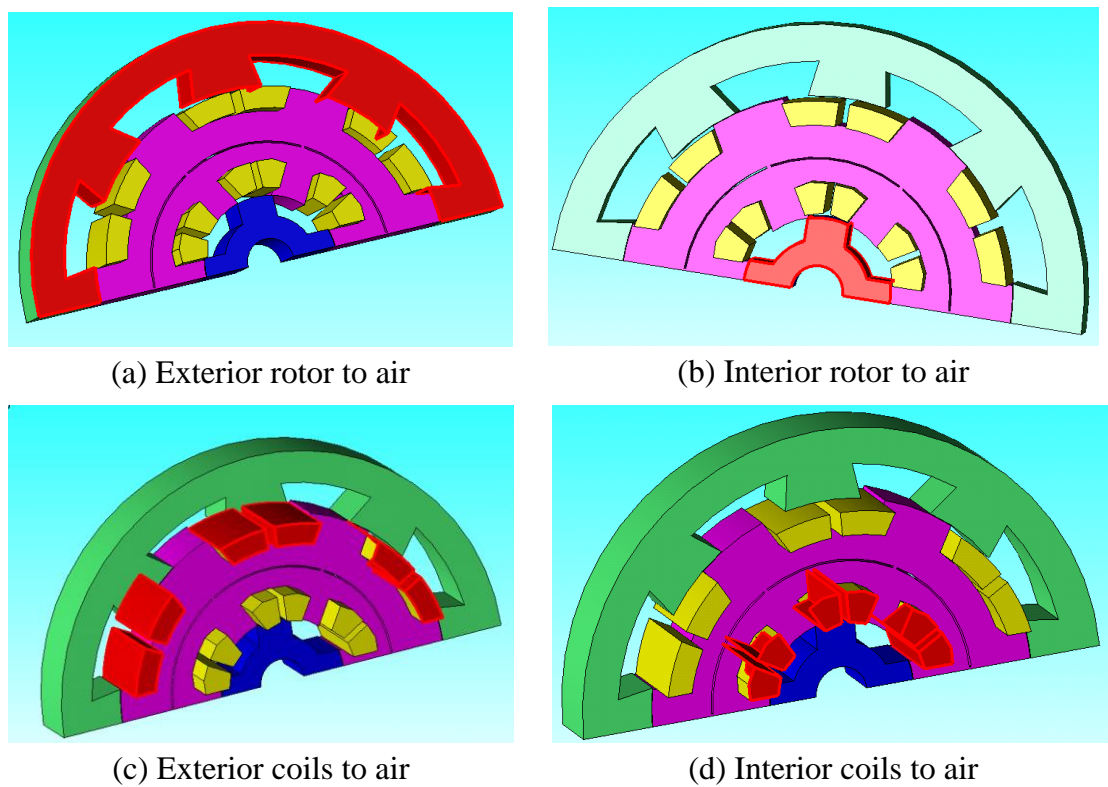 (a) Exterior rotor to air
(b) Interior rotor to air
(c) Exterior coils to air
(d) Interior coils to air